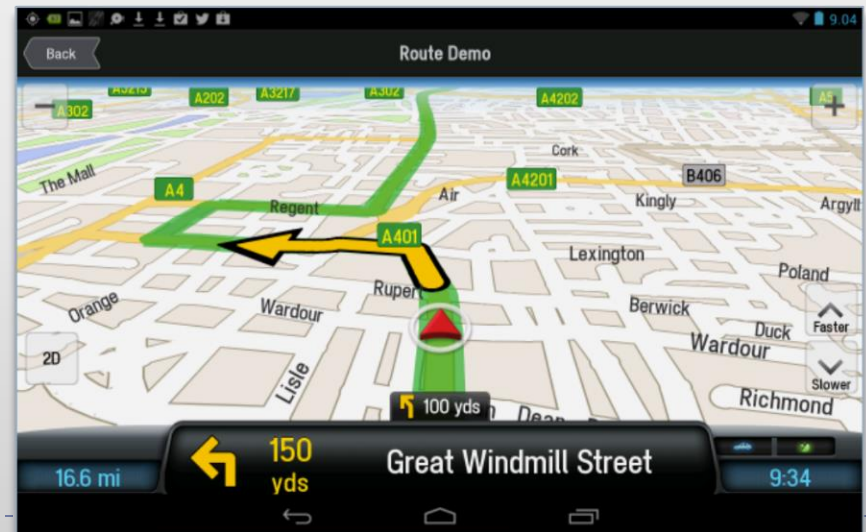 9.04
Back
Route Demo
A3213 A202 A3217 A302 A4202 A5
A302
Cork
The Mall A4 A4201 B406
Regent Air Kingly Argyll
A401
Lexington
Poland
Orange Rupert
Wardour Berwick
Duck Faster
2D Wardour
Lisle Slower
Richmond
100 yds Dean
150
yds
Great Windmill Street
16.6 mi 9:34